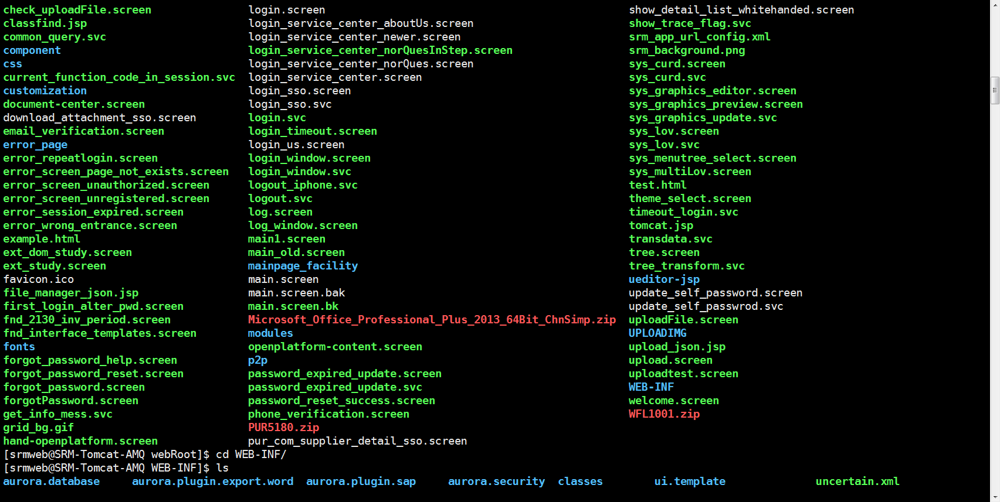 check_uploadFile.screen login.screen show_detail_list_whitehanded.screen
classfind.jsp login_service_center_aboutUs.screen show_trace_flag.svc
common_query.svc login_service_center_newer.screen srm_app_url_config.xml
component login_service_center_norQuesInStep.screen srm_background.png
css login_service_center_norQues.screen sys_curd.screen
current_function_code_in_session.svc login_service_center.screen sys_curd.svc
customization login_sso.screen sys_graphics_editor.screen
document-center.screen login_sso.svc sys_graphics_preview.screen
download_attachment_sso.screen login.svc sys_graphics_update.svc
email_verification.screen login_timeout.screen sys_lov.screen
error_page login_us.screen sys_lov.svc
error_repeatlogin.screen login_window.screen sys_menutree_select.screen
error_screen_page_not_exists.screen login_window.svc sys_multiLov.screen
error_screen_unauthorized.screen logout_iphone.svc test.html
error_screen_unregistered.screen logout.svc theme_select.screen
error_session_expired.screen log.screen timeout_login.svc
error_wrong_entrance.screen log_window.screen tomcat.jsp
example.html main1.screen transdata.svc
ext_dom_study.screen main_old.screen tree.screen
ext_study.screen mainpage_facility tree_transform.svc
favicon.ico main.screen ueditor-jsp
file_manager_json.jsp main.screen.bak update_self_password.screen
first_login_alter_pwd.screen main.screen.bk update_self_passwrod.svc
fnd_2130_inv_period.screen Microsoft_Office_Professional_Plus_2013_64Bit_ChnSimp.zip uploadFile.screen
fnd_interface_templates.screen modules UPLOADIMG
fonts openplatform-content.screen upload_json.jsp
forgot_password_help.screen p2p upload.screen
forgot_password_reset.screen password_expired_update.screen uploadtest.screen
forgot_password.screen password_expired_update.svc WEB-INF
forgotPassword.screen password_reset_success.screen welcome.screen
get_info_mess.svc phone_verification.screen WFL1001.zip
grid_bg.gif PUR5180.zip
hand-openplatform.screen pur_com_supplier_detail_sso.screen
[srmweb@SRM-Tomcat-AMQ webRoot]$ cd WEB-INF/
[srmweb@SRM-Tomcat-AMQ WEB-INF]$ ls
aurora.database aurora.plugin.export.word aurora.plugin.sap aurora.security classes ui.template uncertain.xml